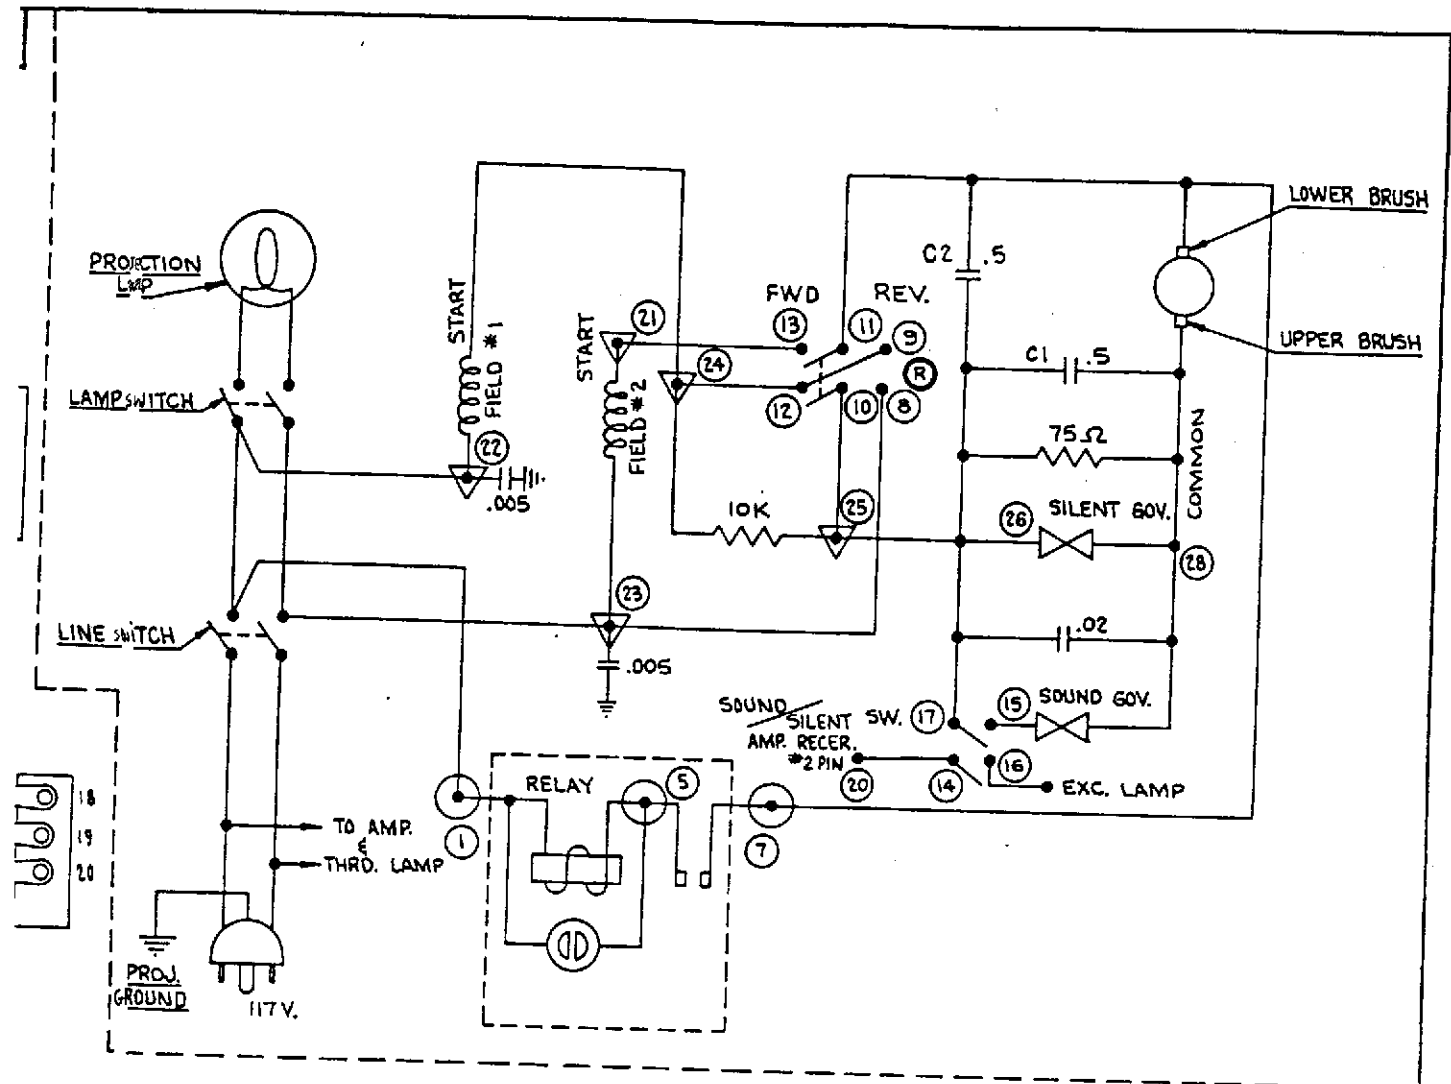 LOWER BRUSH
C2 .5
PROJECTION
LMP
START
FIELD #1
START
FIELD #2
21
FWD
REV.
13
11
9
24
R
12
10
8
C1 .5
UPPER BRUSH
LAMP SWITCH
22
.005
75Ω
COMMON
10K
25
26
SILENT GOV.
28
23
LINE SWITCH
.005
.02
SOUND/SILENT SW.
17
15
SOUND GOV.
AMP. RECER.
#2 PIN
20
14
16
EXC. LAMP
RELAY
5
1
7
18
19
20
TO AMP.
&
THRD. LAMP
PROJ.
GROUND
117 V.